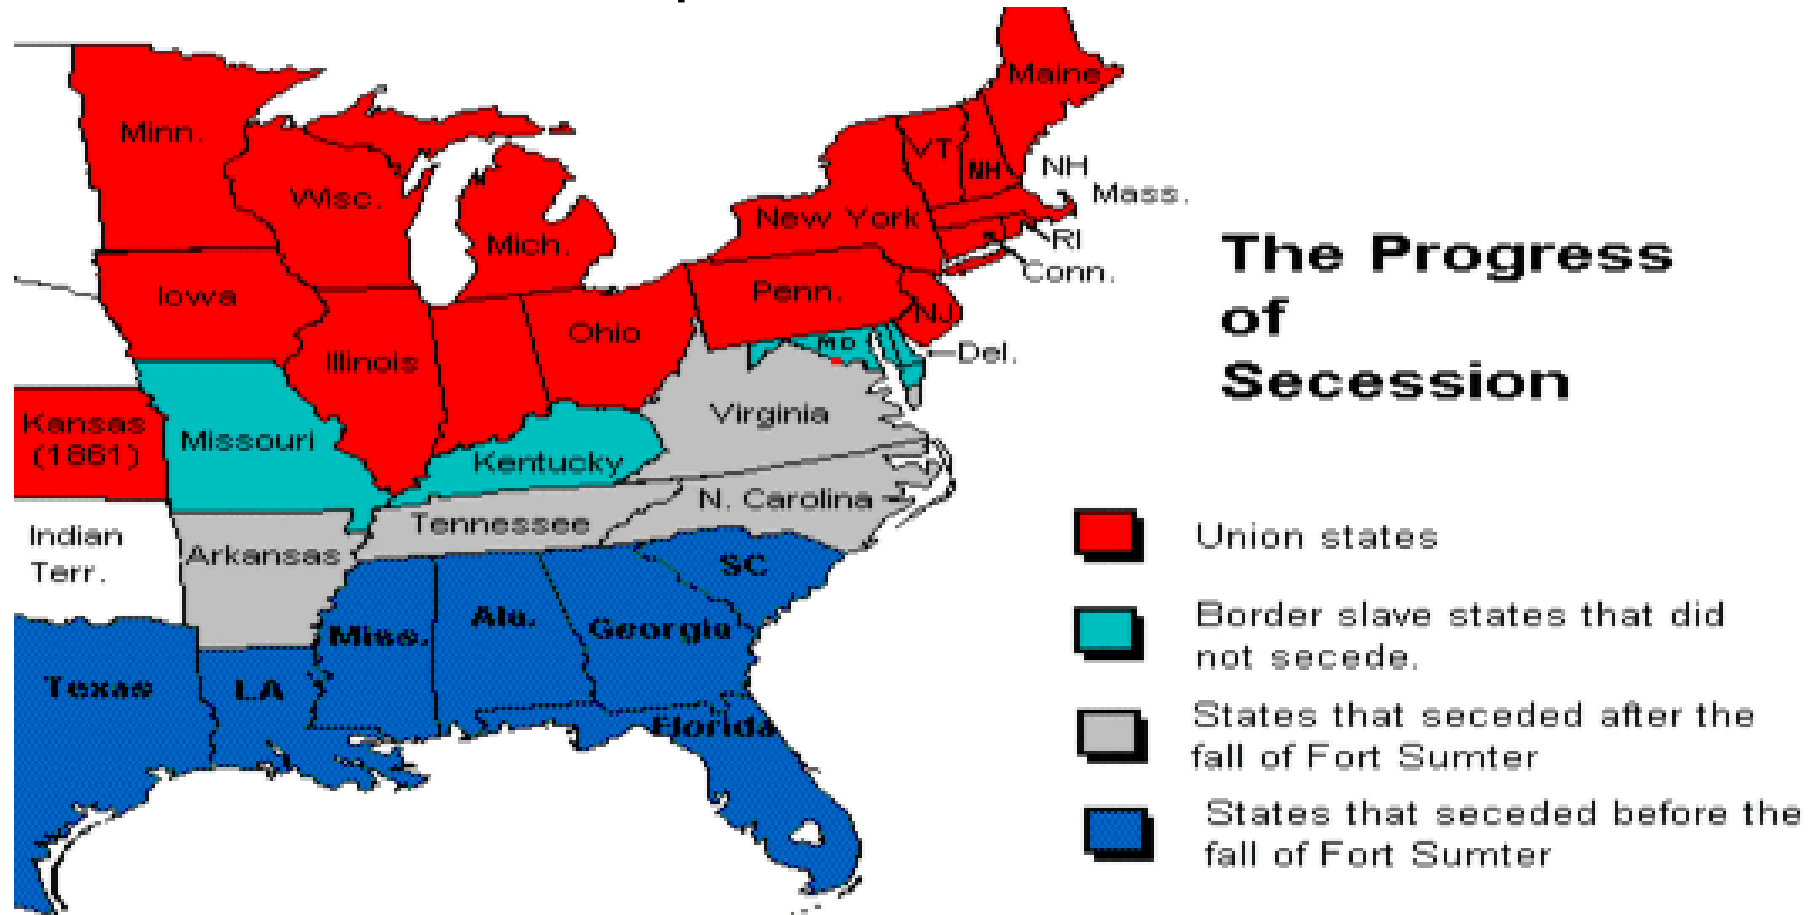 Maine
Minn.
VT
NH
NH
Mass.
Wisc.
New York
Mich.
RI
Conn.
The Progress
of
Secession
Iowa
Penn.
NJ
Ohio
Illinois
MD
Del.
Kansas
(1861)
Missouri
Virginia
Kentucky
N. Carolina
Tennessee
Indian
Terr.
Arkansas
SC
Miss.
Ala.
Georgia
Texas
LA
Florida
Union states
Border slave states that did
not secede.
States that seceded after the
fall of Fort Sumter
States that seceded before the
fall of Fort Sumter